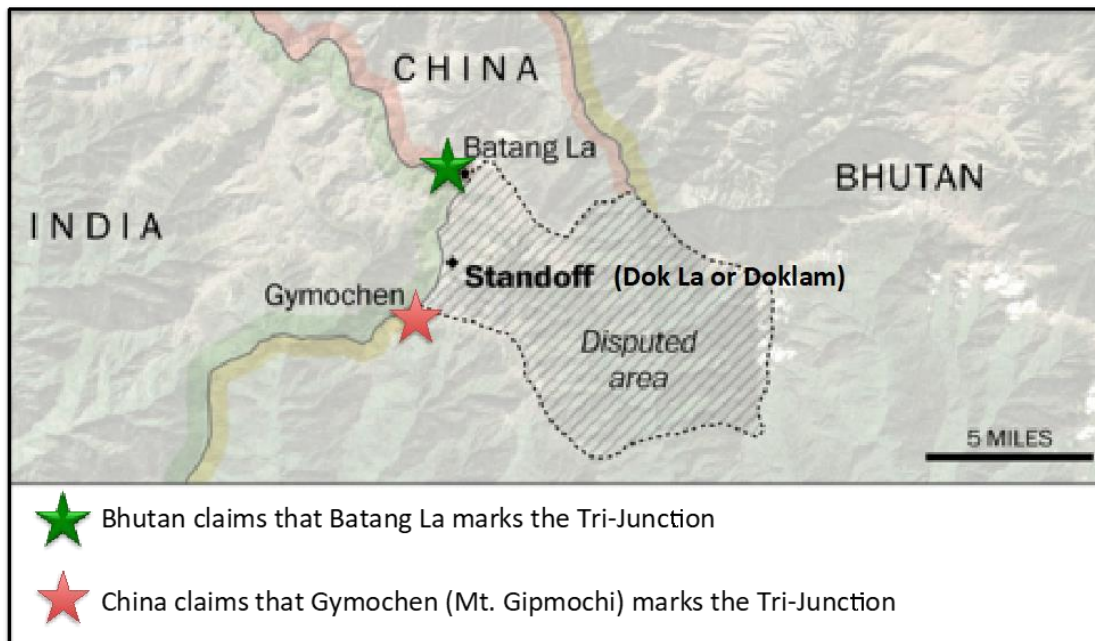 CHINA
Batang La
BHUTAN
INDIA
Standoff (Dok La or Doklam)
Gymochen
Disputed
area
5 MILES
Bhutan claims that Batang La marks the Tri-Junction
China claims that Gymochen (Mt. Gipmochi) marks the Tri-Junction